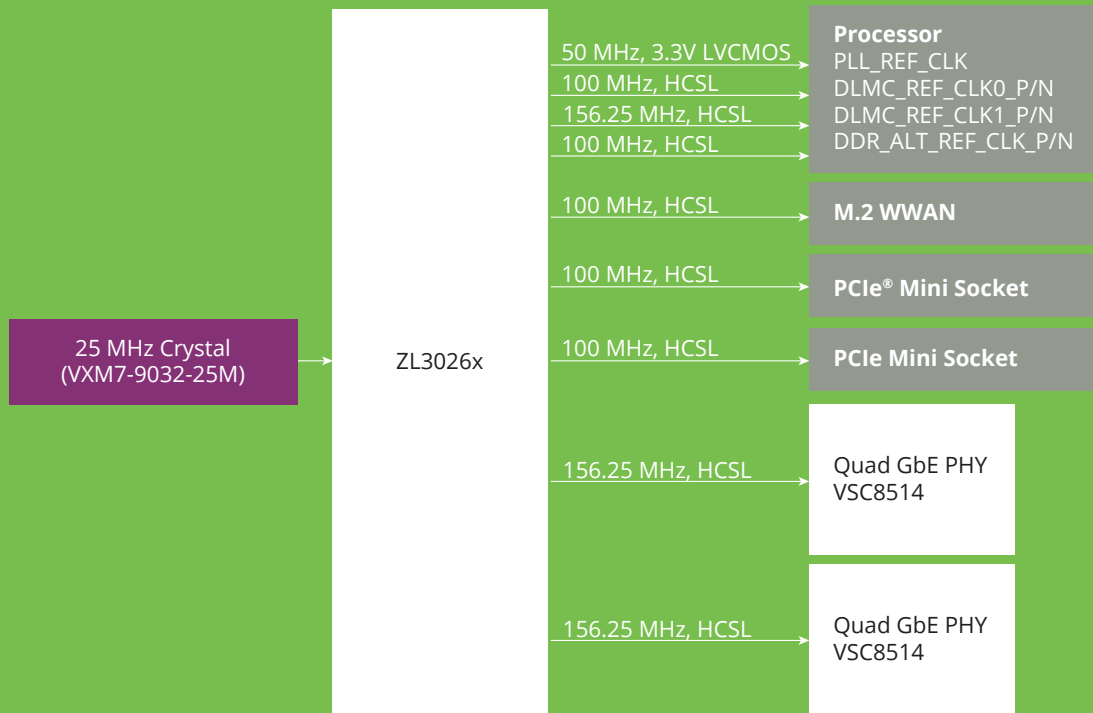 50 MHz, 3.3V LVCMOS
100 MHz, HCSL
156.25 MHz, HCSL
100 MHz, HCSL
Processor
PLL_REF_CLK
DLMC_REF_CLK0_P/N
DLMC_REF_CLK1_P/N
DDR_ALT_REF_CLK_P/N
100 MHz, HCSL
M.2 WWAN
100 MHz, HCSL
PCIe® Mini Socket
25 MHz Crystal
(VXM7-9032-25M)
ZL3026x
100 MHz, HCSL
PCIe Mini Socket
156.25 MHz, HCSL
Quad GbE PHY
VSC8514
156.25 MHz, HCSL
Quad GbE PHY
VSC8514